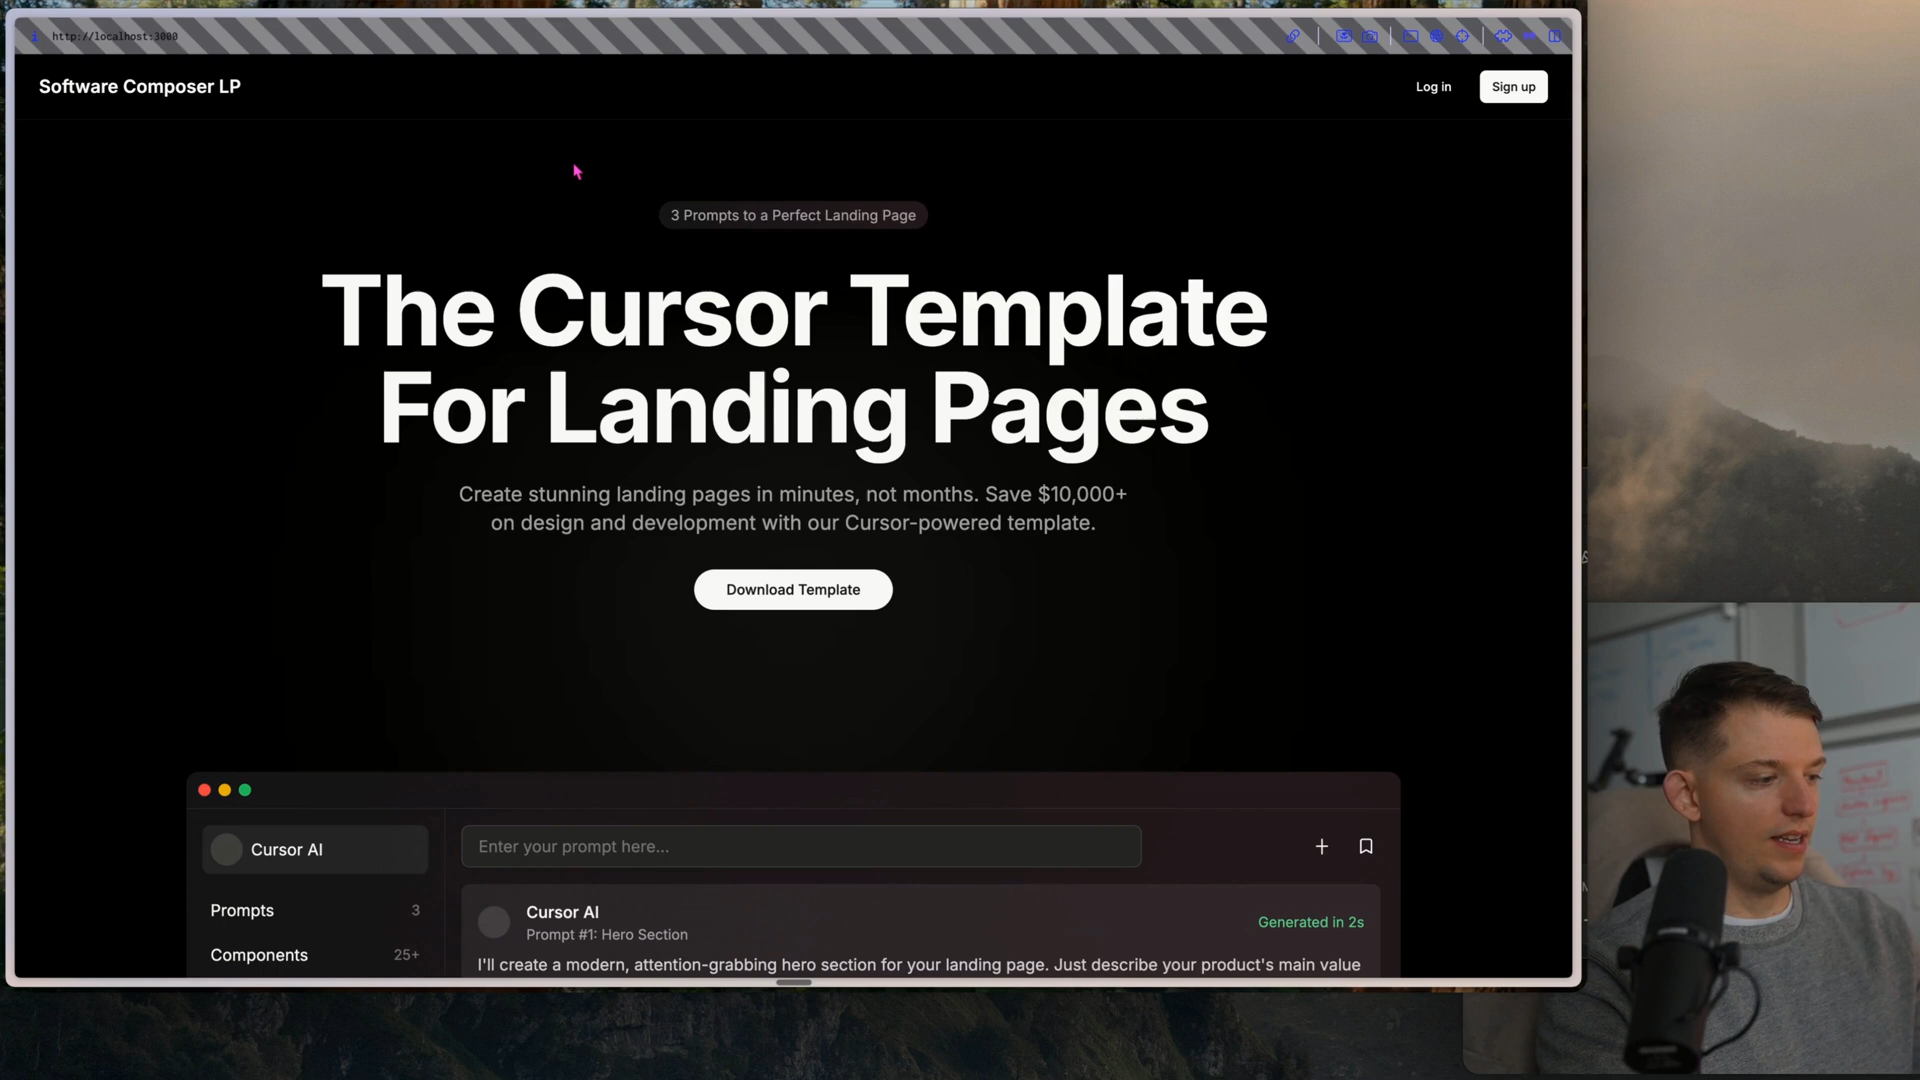 http://localhost:3000
Software Composer LP
Log in
Sign up
3 Prompts to a Perfect Landing Page
The Cursor Template
For Landing Pages
Create stunning landing pages in minutes, not months. Save $10,000+
on design and development with our Cursor-powered template.
Download Template
Cursor AI
Enter your prompt here...
Prompts
3
Components
25+
Cursor AI
Prompt #1: Hero Section
Generated in 2s
I'll create a modern, attention-grabbing hero section for your landing page. Just describe your product's main value